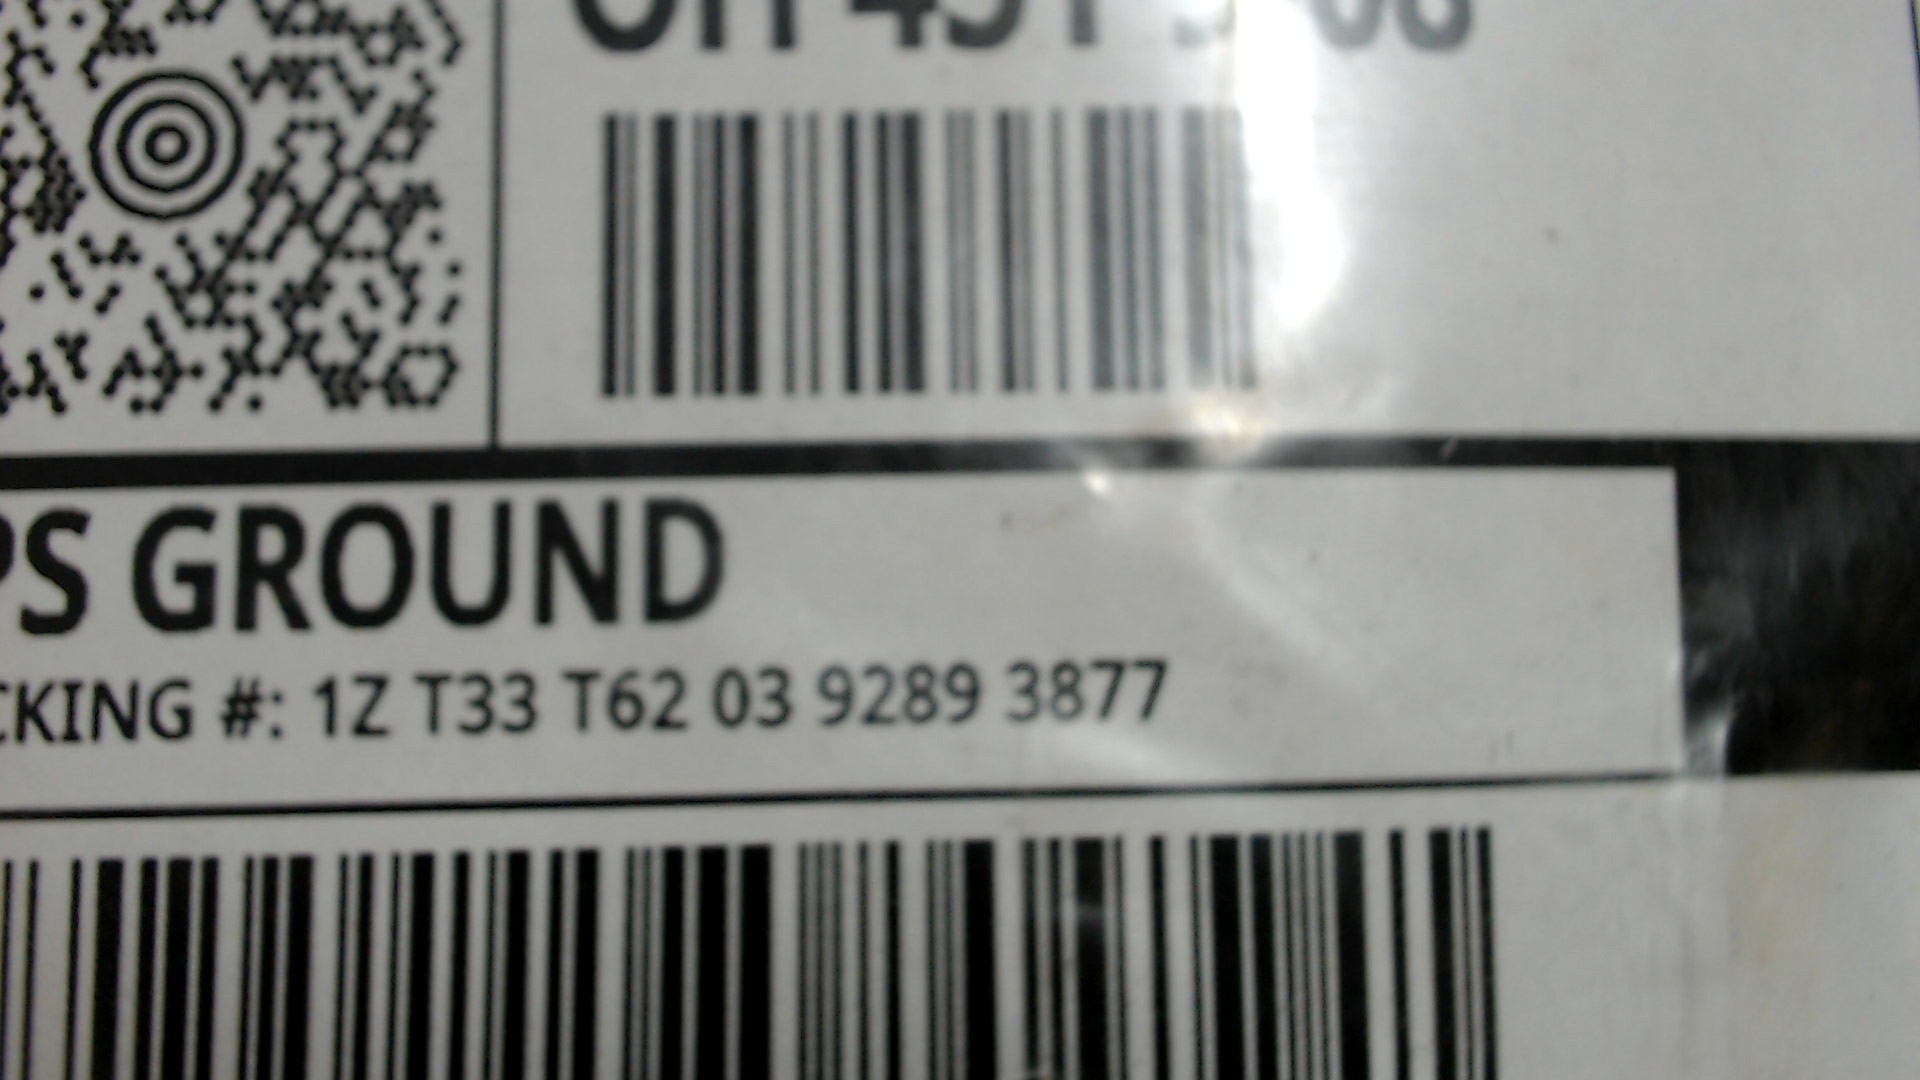 PS GROUND
CKING #: 1Z T33 T62 03 9289 3877